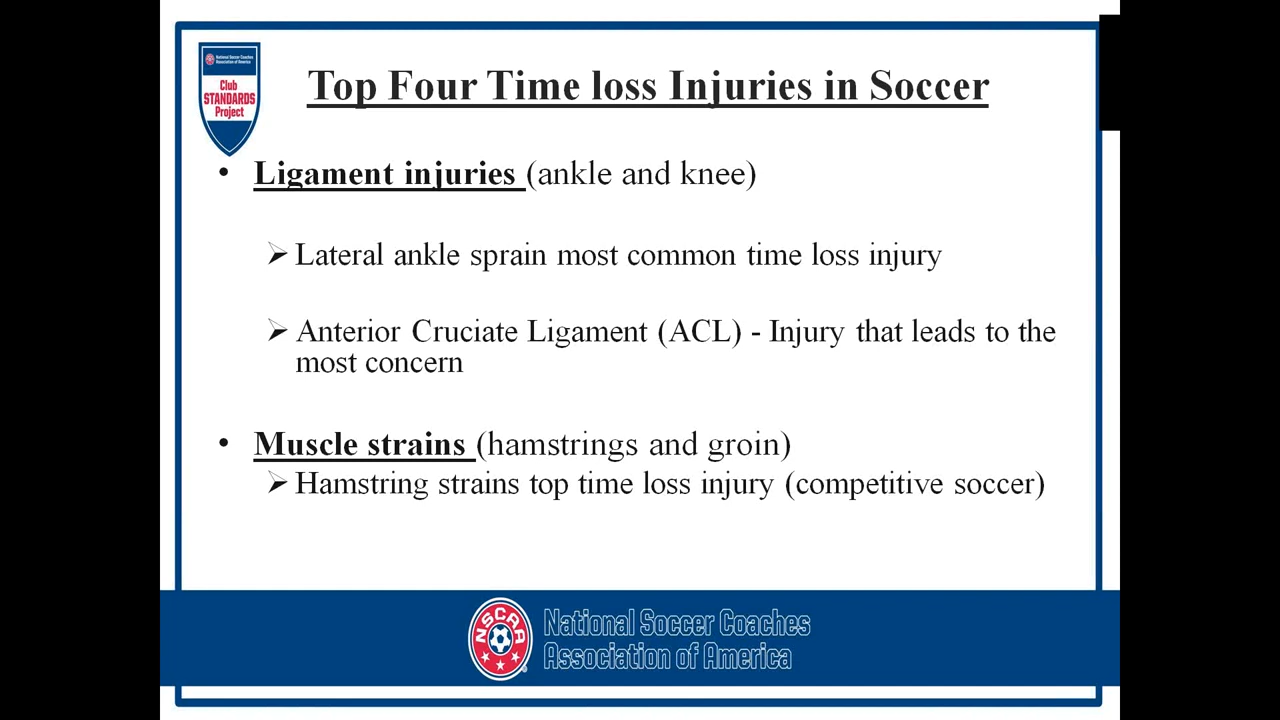 National Soccer Coaches
Association of America
Club
STANDARDS
Project
Top Four Time loss Injuries in Soccer
• Ligament injuries (ankle and knee)
➢ Lateral ankle sprain most common time loss injury
➢ Anterior Cruciate Ligament (ACL) - Injury that leads to the
most concern
• Muscle strains (hamstrings and groin)
➢ Hamstring strains top time loss injury (competitive soccer)
NSCAA
National Soccer Coaches
Association of America